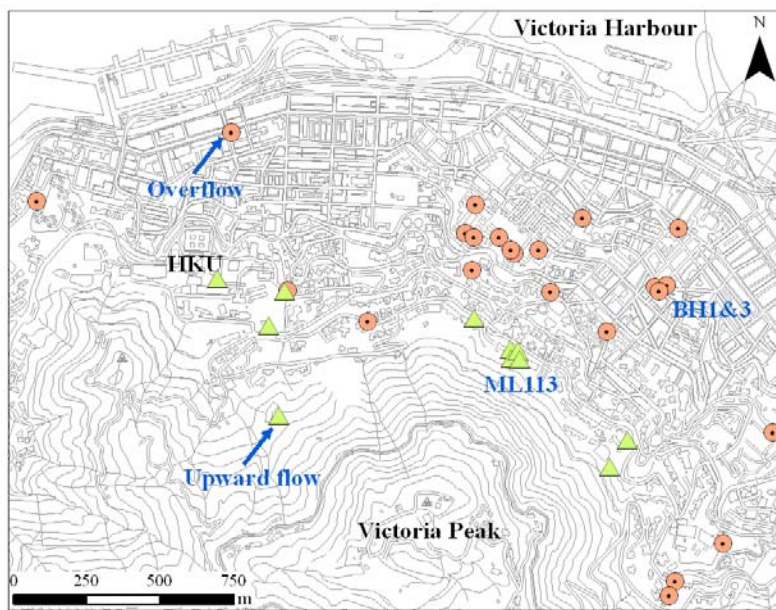 Victoria Harbour
N
Overflow
HKU
BH1&3
ML113
Upward flow
Victoria Peak
0 250 500 750
m